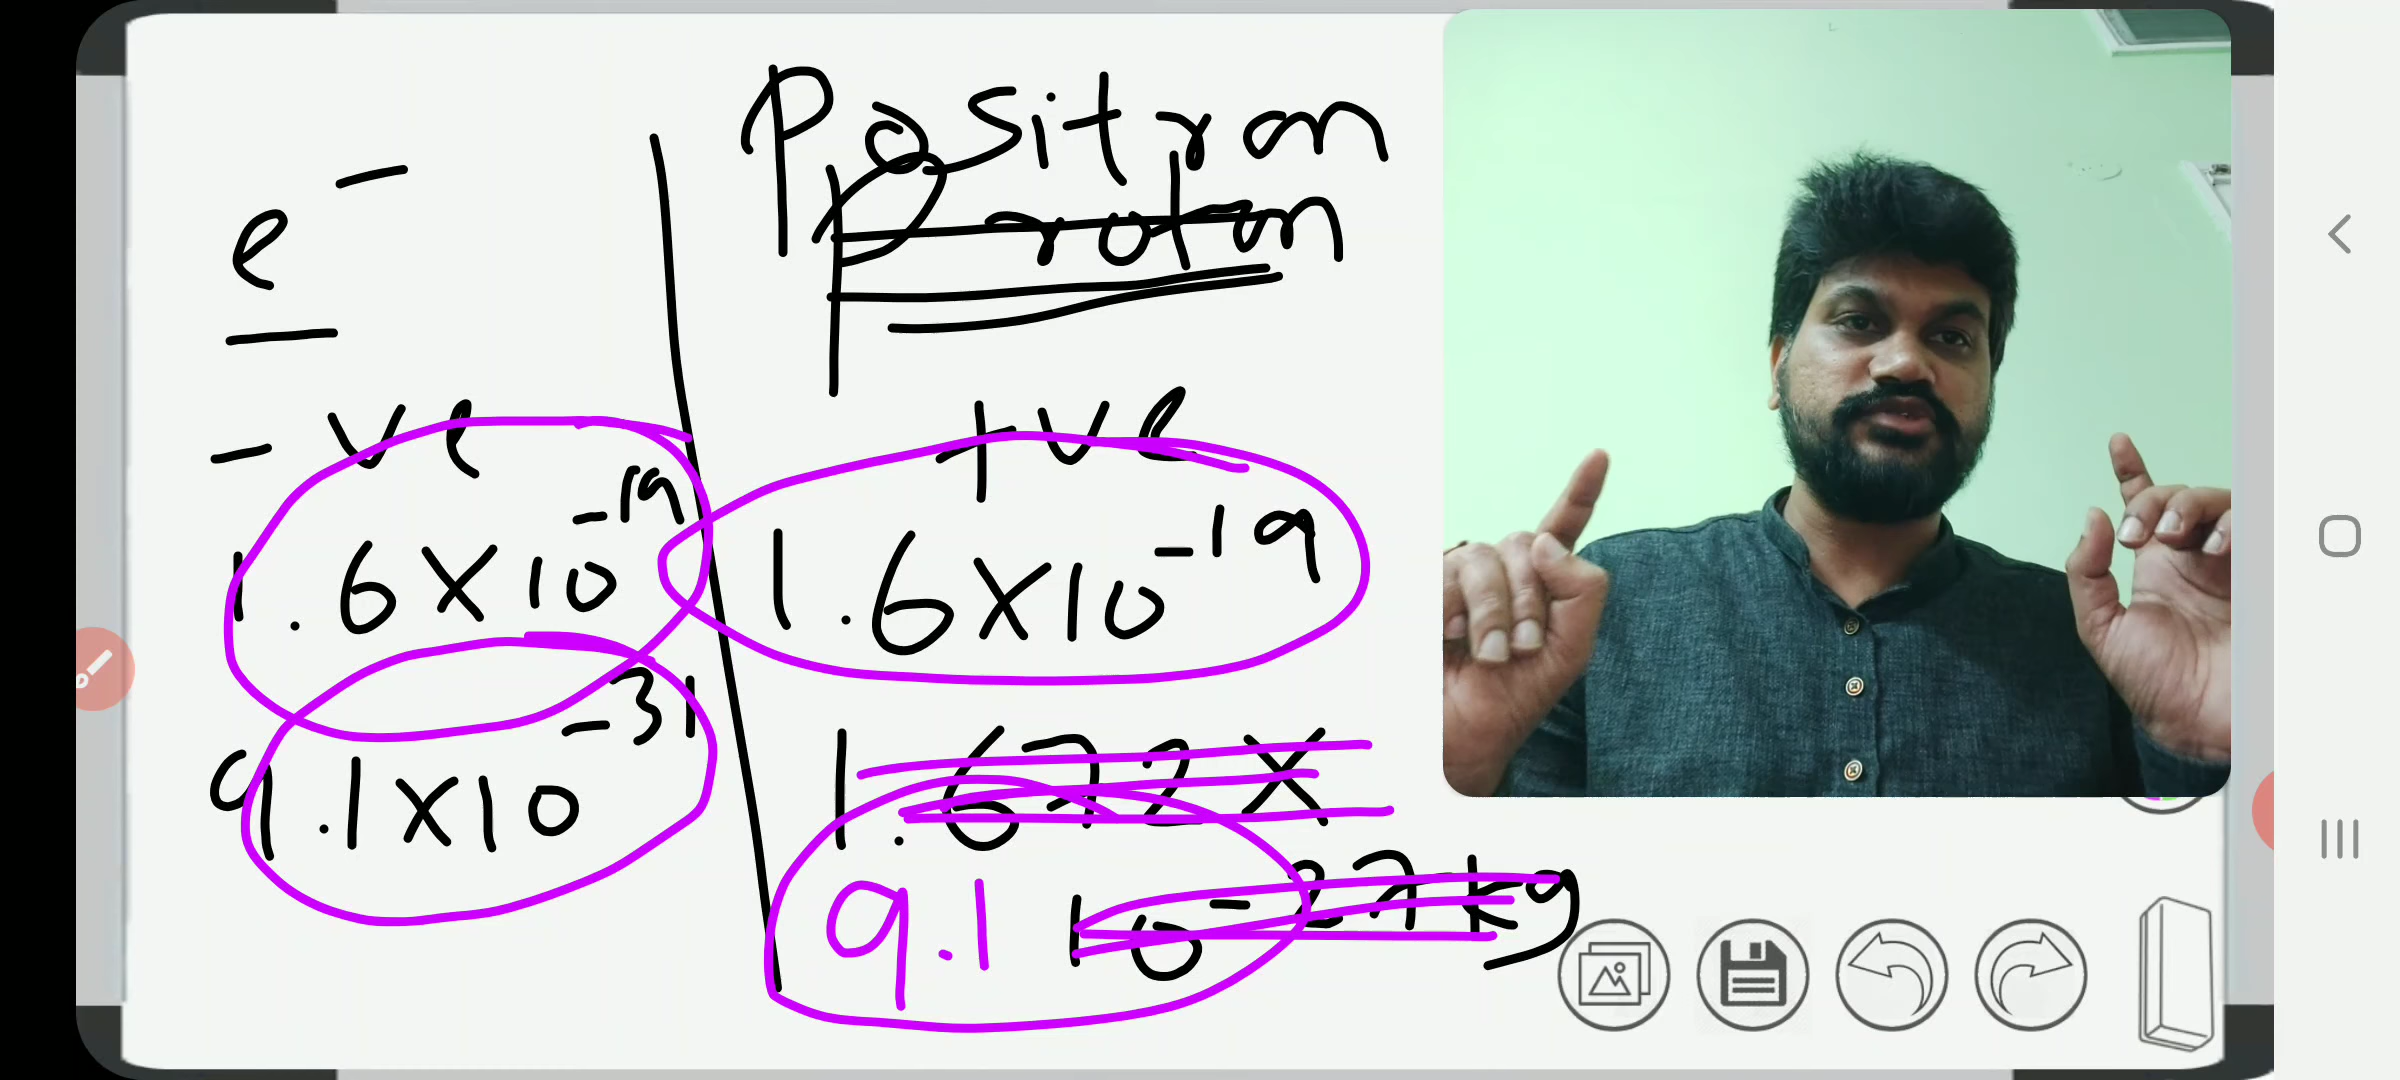 e⁻
-ve
1.6×10⁻¹⁹
9.1×10⁻³¹
Positron
Proton
+ve
1.6×10⁻¹⁹
1.672×
10⁻²⁷kg
9.1